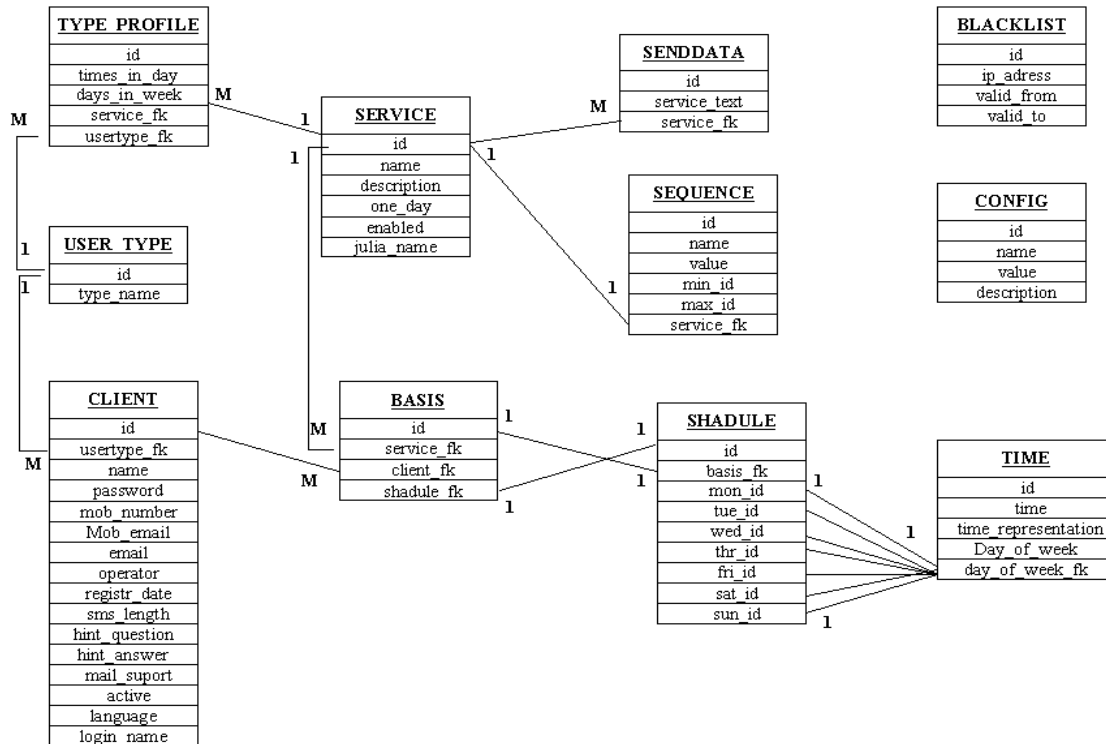 TYPE_PROFILE
id
times_in_day
days_in_week
service_fk
usertype_fk
M
M
1
USER_TYPE
id
type_name
1
1
M
SERVICE
id
name
description
one_day
enabled
julia_name
1
1
1
SENDDATA
id
service_text
service_fk
M
SEQUENCE
id
name
value
min_id
max_id
service_fk
1
BLACKLIST
id
ip_adress
valid_from
valid_to
CONFIG
id
name
value
description
CLIENT
id
usertype_fk
name
password
mob_number
Mob_email
email
operator
registr_date
sms_length
hint_question
hint_answer
mail_suport
active
language
login_name
BASIS
id
service_fk
client_fk
shadule_fk
M
M
1
1
SHADULE
id
basis_fk
mon_id
tue_id
wed_id
thr_id
fri_id
sat_id
sun_id
1
1
1
1
1
TIME
id
time
time_representation
Day_of_week
day_of_week_fk